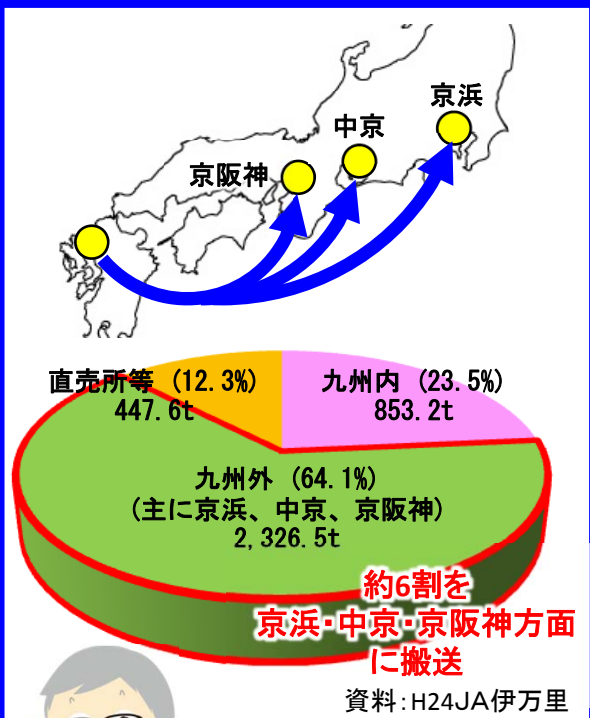 京浜
中京
京阪神
直売所等 (12.3%)
447.6t
九州内 (23.5%)
853.2t
九州外 (64.1%)
(主に京浜、中京、京阪神)
2,326.5t
約6割を
京浜・中京・京阪神方面
に搬送
資料:H24JA伊万里